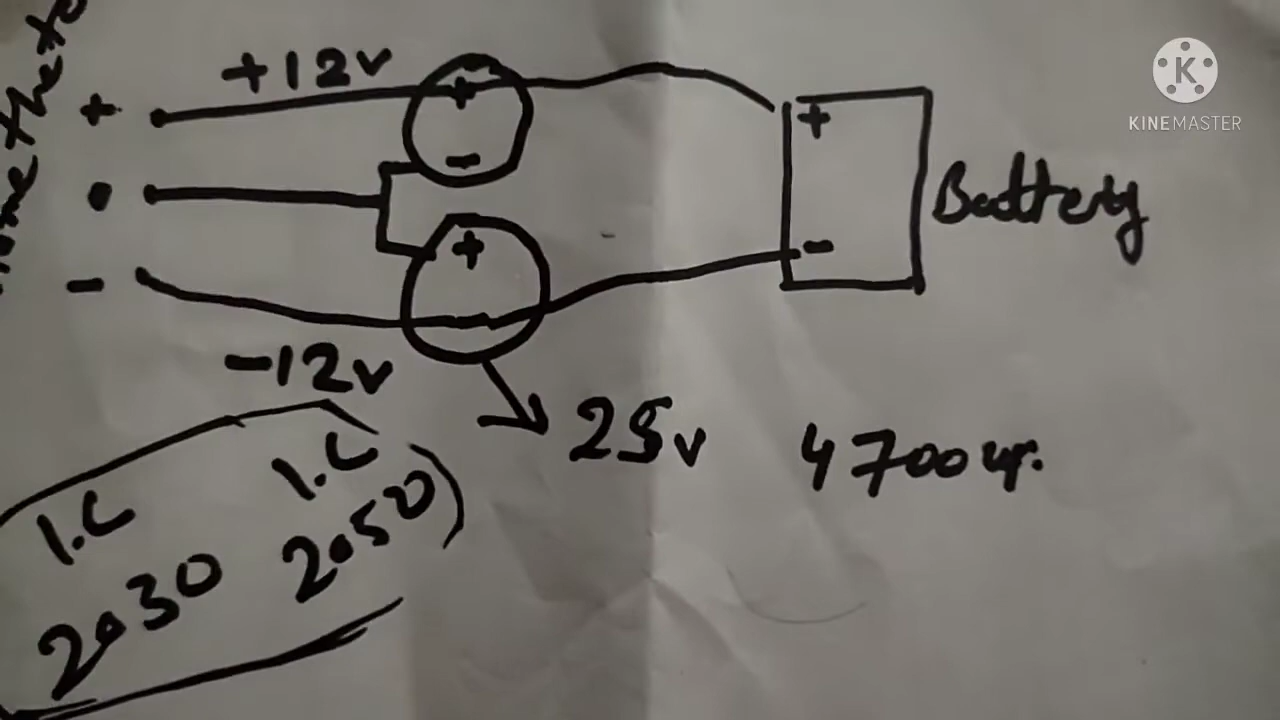 +12v
+
+
-
+
-
-12v
+
-
Battery
25v 4700uf.
I.C I.C
2030 2050
KINEMASTER